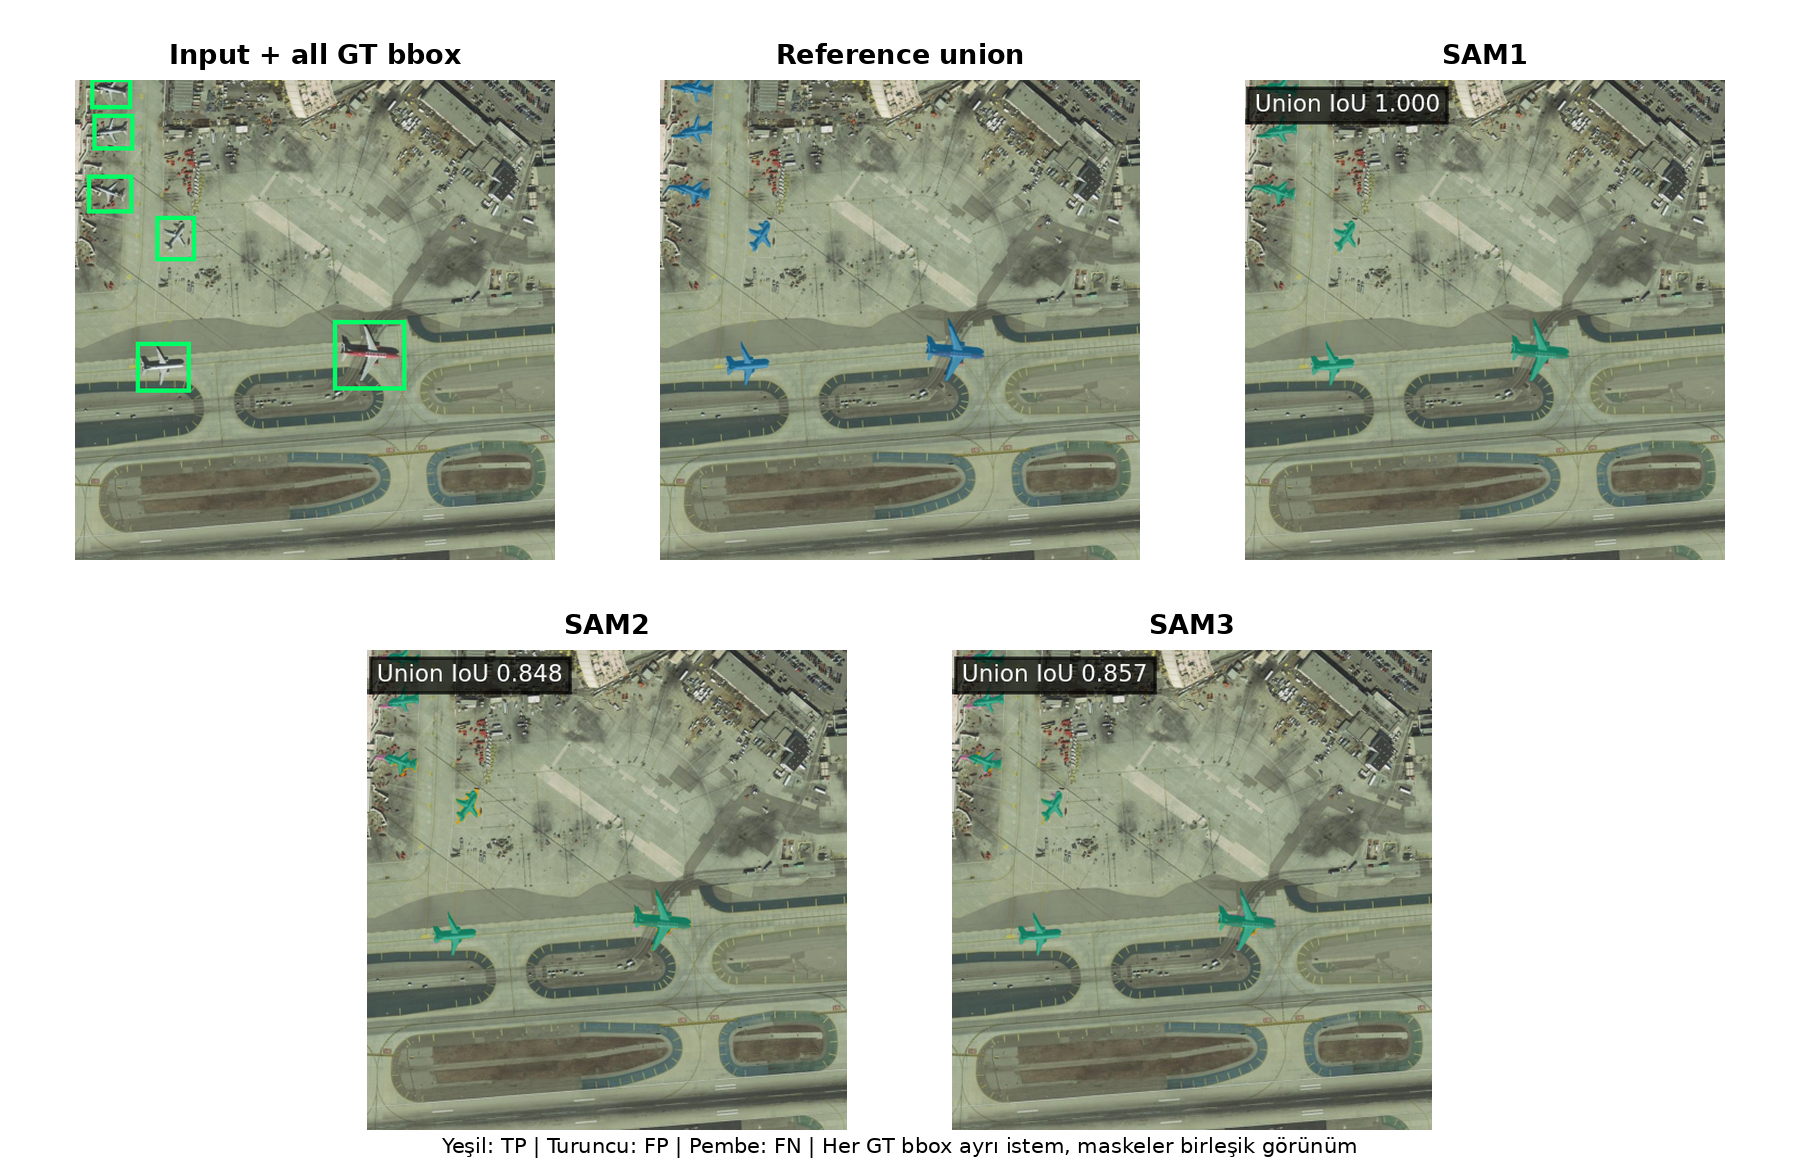 Input + all GT bbox
Reference union
SAM1
Union IoU 1.000
SAM2
SAM3
Union IoU 0.848
Union IoU 0.857
Yeşil: TP | Turuncu: FP | Pembe: FN | Her GT bbox ayrı istem, maskeler birleşik görünüm